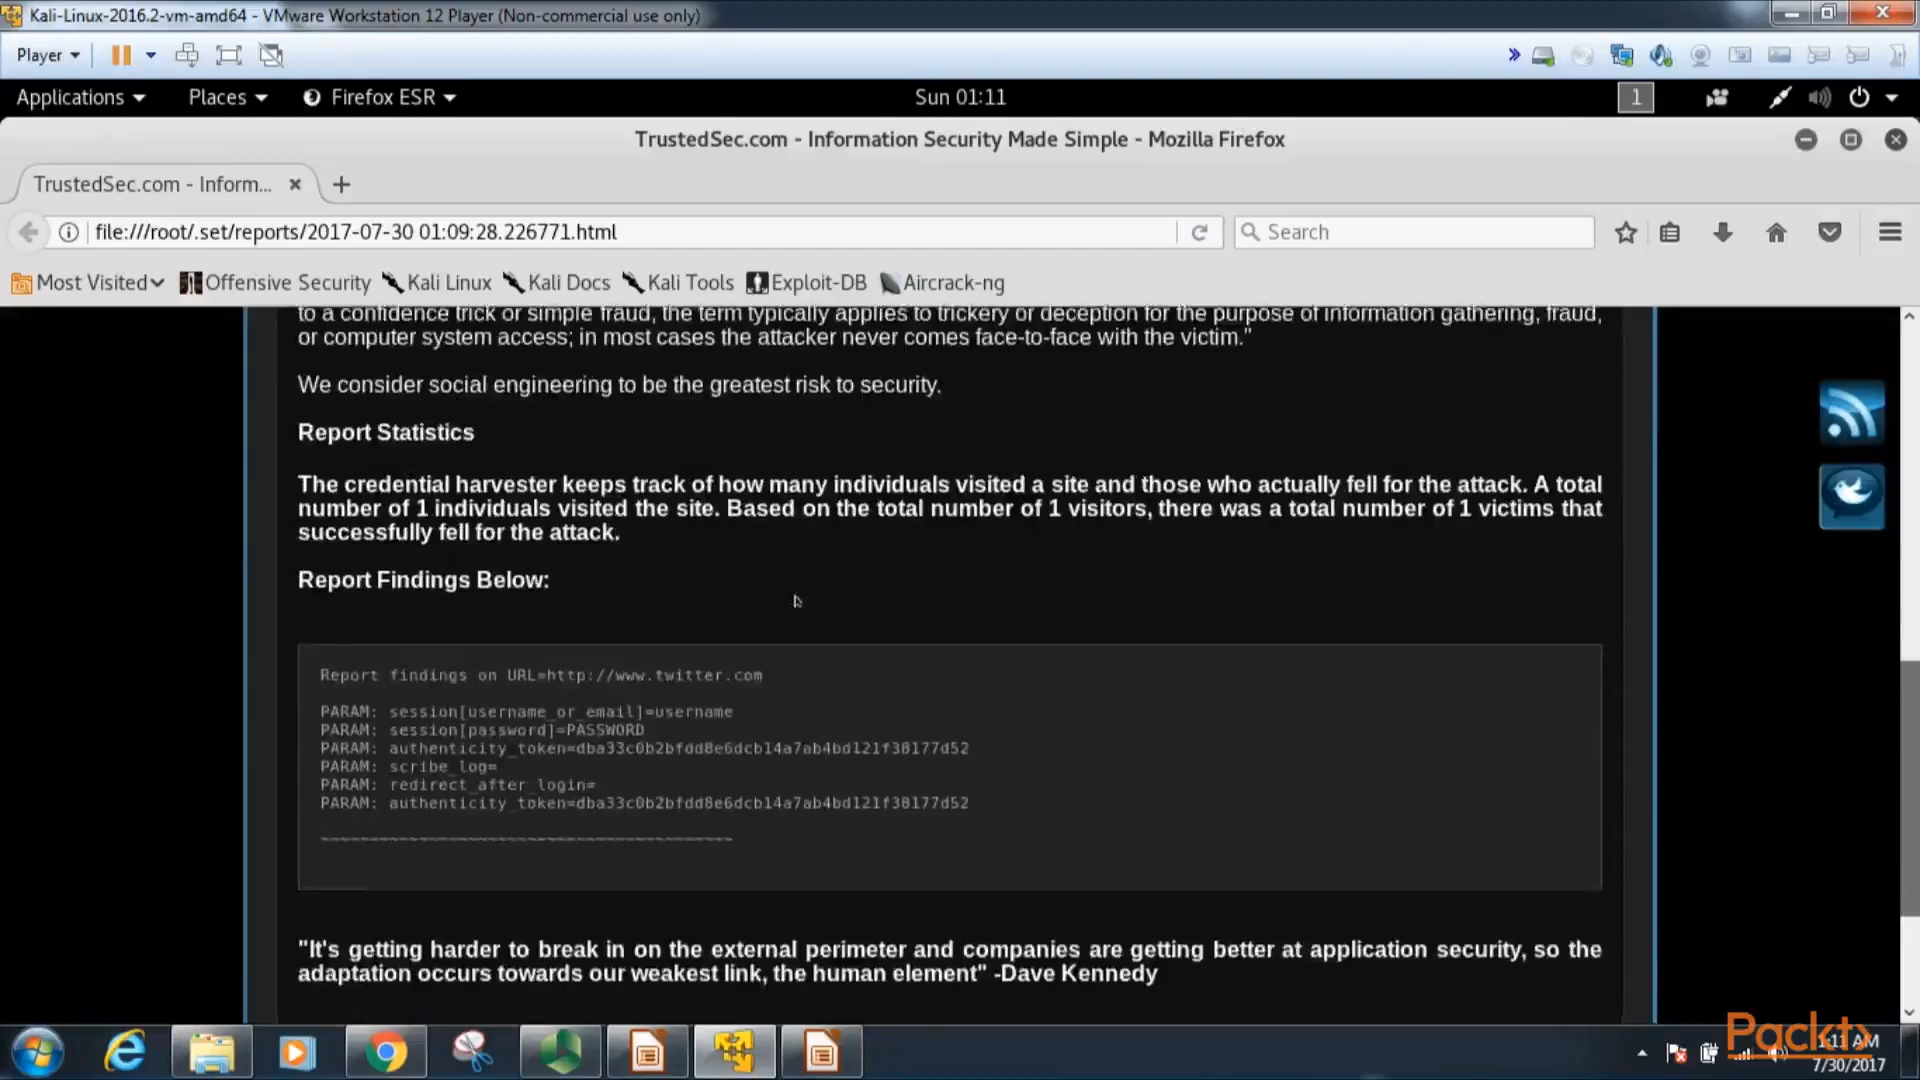 Kali-Linux-2016.2-vm-amd64 - VMware Workstation 12 Player (Non-commercial use only)
Player
Applications Places Firefox ESR Sun 01:11 1
TrustedSec.com - Information Security Made Simple - Mozilla Firefox
TrustedSec.com - Inform...
file:///root/.set/reports/2017-07-30 01:09:28.226771.html Search
Most Visited Offensive Security Kali Linux Kali Docs Kali Tools Exploit-DB Aircrack-ng
to a confidence trick or simple fraud, the term typically applies to trickery or deception for the purpose of information gathering, fraud,
or computer system access; in most cases the attacker never comes face-to-face with the victim."
We consider social engineering to be the greatest risk to security.
Report Statistics
The credential harvester keeps track of how many individuals visited a site and those who actually fell for the attack. A total
number of 1 individuals visited the site. Based on the total number of 1 visitors, there was a total number of 1 victims that
successfully fell for the attack.
Report Findings Below:
Report findings on URL=http://www.twitter.com
PARAM: session[username_or_email]=username
PARAM: session[password]=PASSWORD
PARAM: authenticity_token=dba33c0b2bfdd8e6dcb14a7ab4bd121f38177d52
PARAM: scribe_log=
PARAM: redirect_after_login=
PARAM: authenticity_token=dba33c0b2bfdd8e6dcb14a7ab4bd121f38177d52
"It's getting harder to break in on the external perimeter and companies are getting better at application security, so the
adaptation occurs towards our weakest link, the human element" -Dave Kennedy
Packt
1:11 AM
7/30/2017